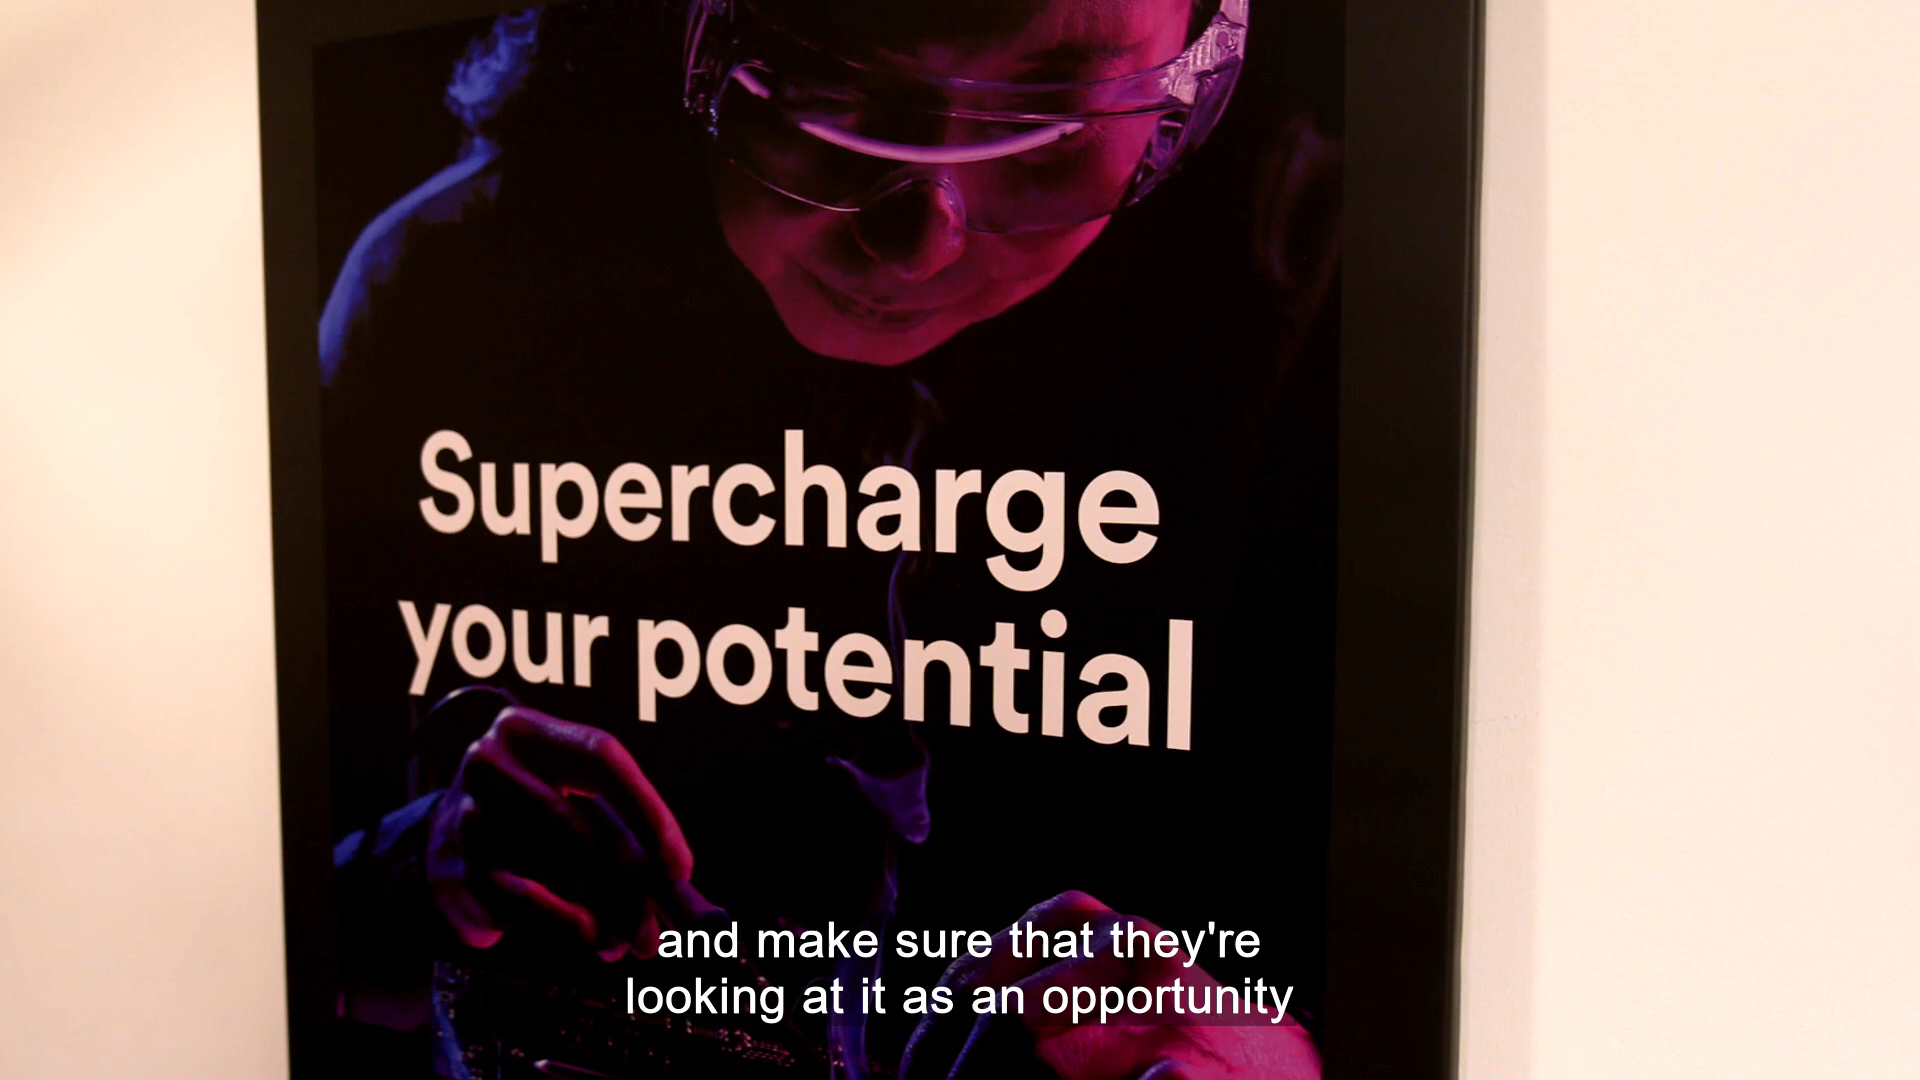 Supercharge
your potential
and make sure that they're
looking at it as an opportunity